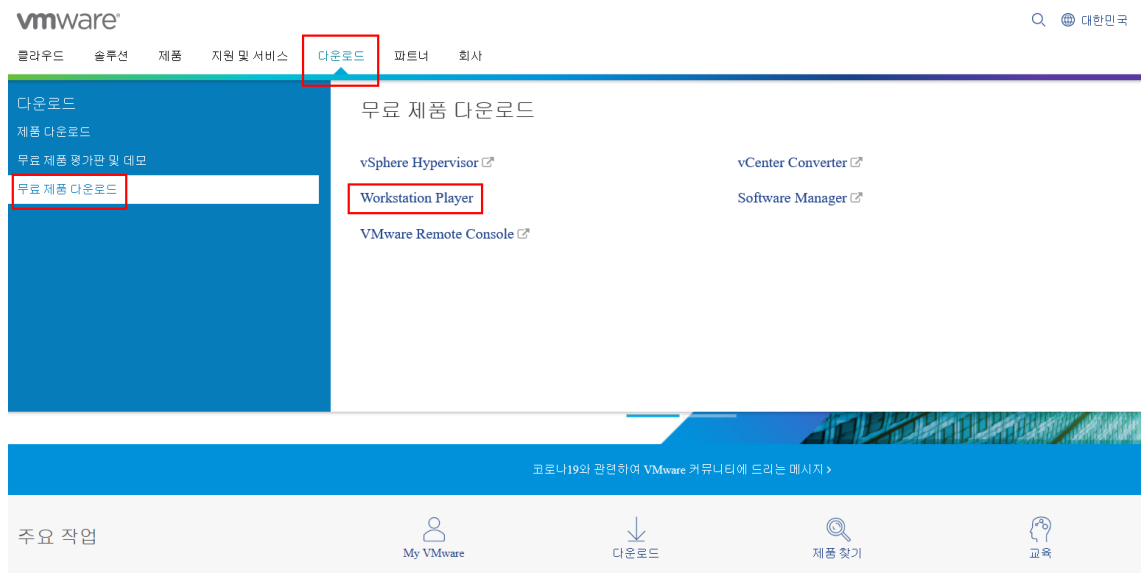 vmware
대한민국
클라우드 솔루션 제품 지원 및 서비스 다운로드 파트너 회사
다운로드
제품 다운로드
무료 제품 평가판 및 데모
무료 제품 다운로드
무료 제품 다운로드
vSphere Hypervisor vCenter Converter
Workstation Player Software Manager
VMware Remote Console
코로나19와 관련하여 VMware 커뮤니티에 드리는 메시지 >
주요 작업
My VMware 다운로드 제품 찾기 교육